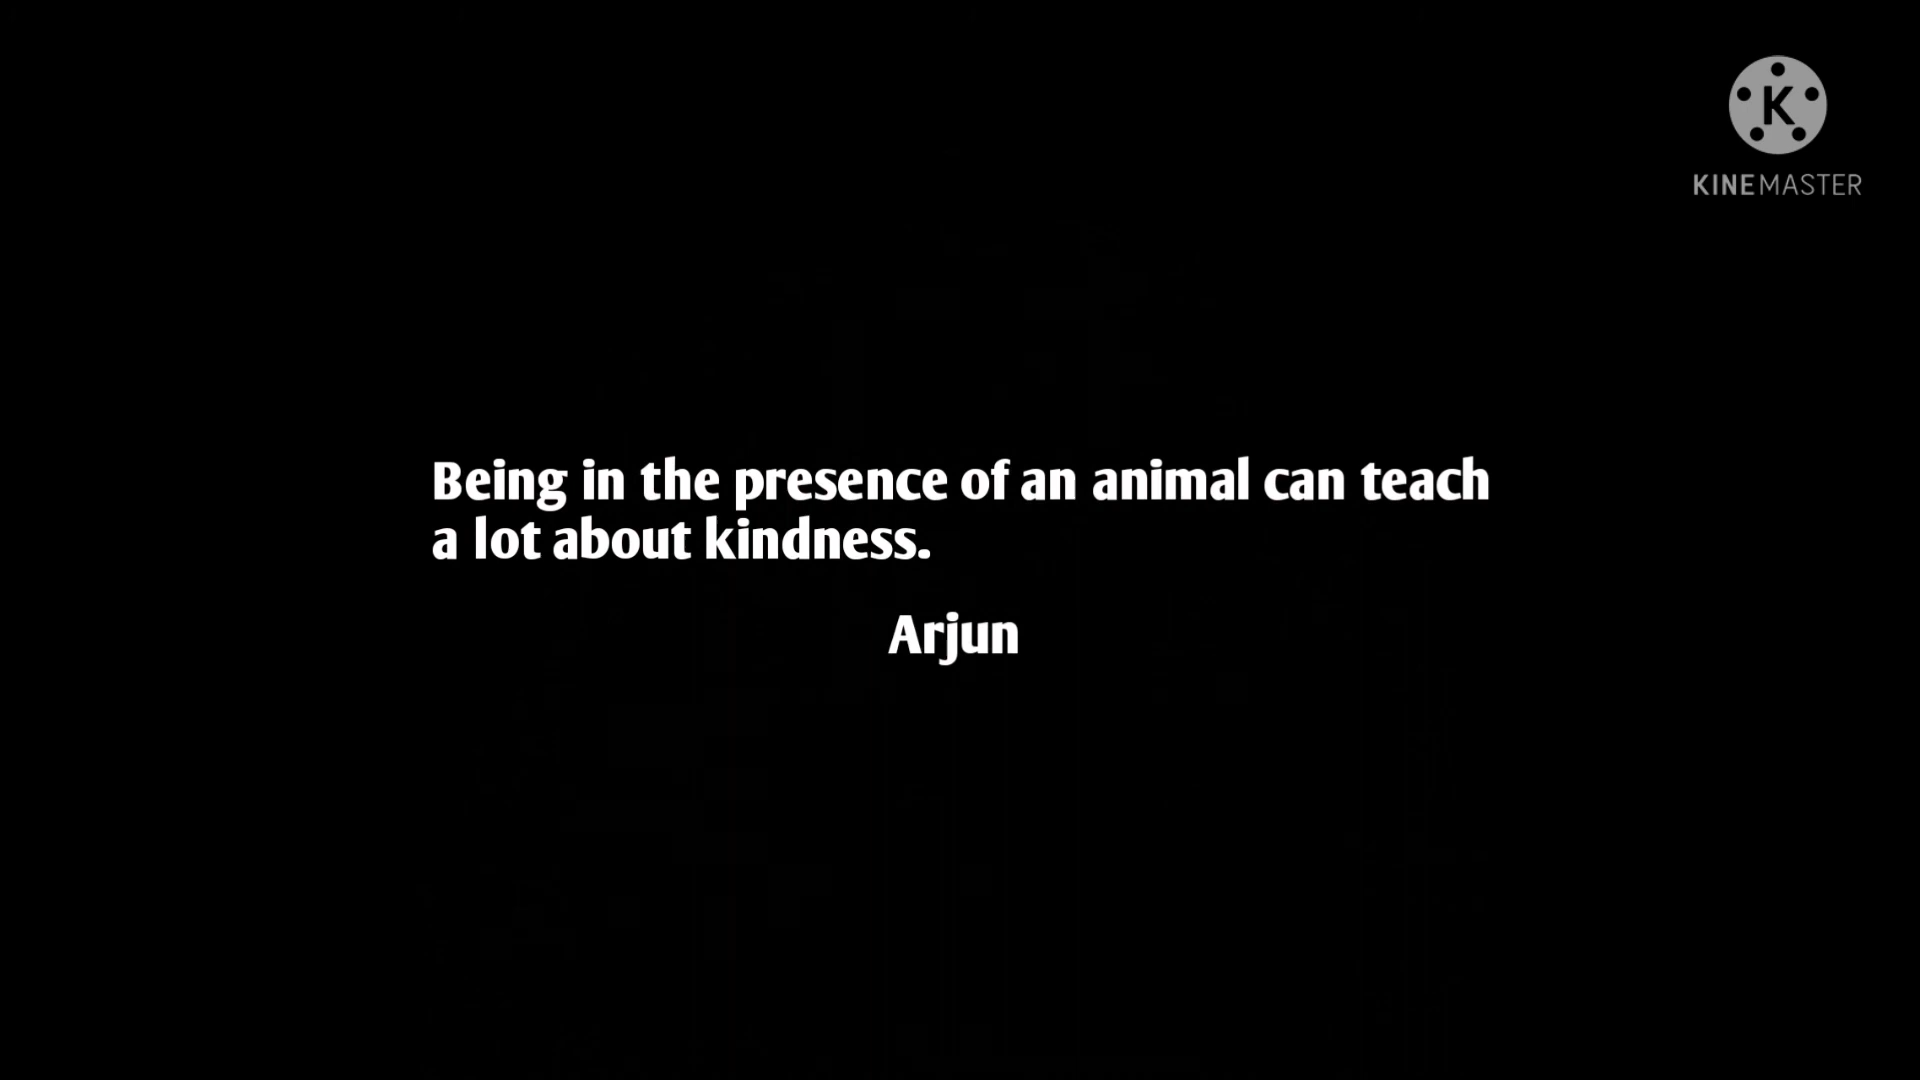 K
KINEMASTER
Being in the presence of an animal can teach
a lot about kindness.
Arjun